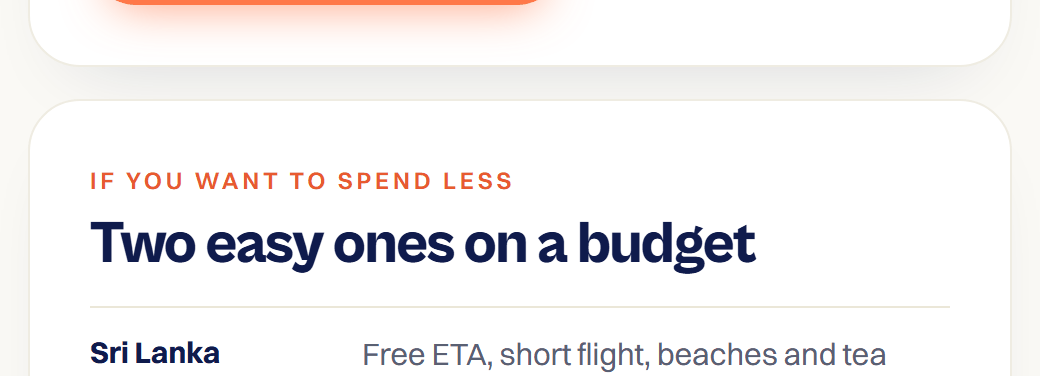 IF YOU WANT TO SPEND LESS
Two easy ones on a budget
Sri Lanka
Free ETA, short flight, beaches and tea